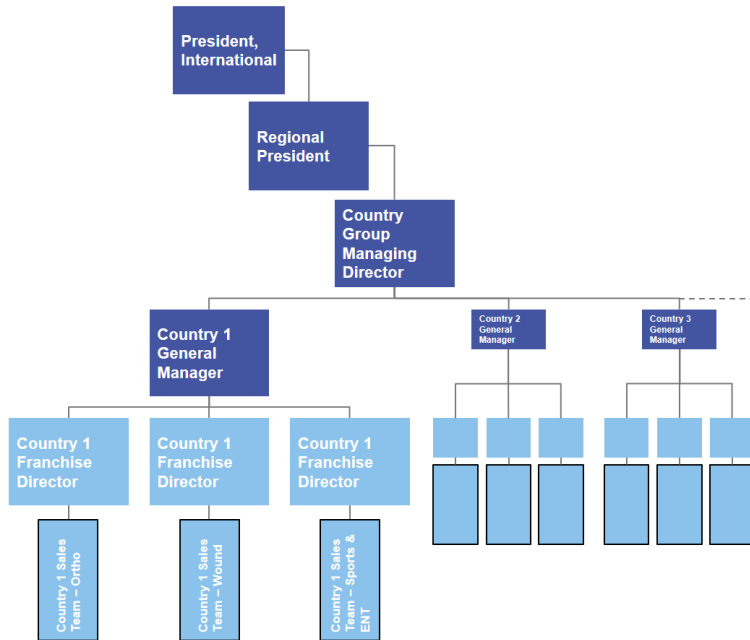 President,
International
Regional
President
Country
Group
Managing
Director
Country 1
General
Manager
Country 2
General
Manager
Country 3
General
Manager
Country 1
Franchise
Director
Country 1
Franchise
Director
Country 1
Franchise
Director
Country 1 Sales
Team – Ortho
Country 1 Sales
Team – Wound
Country 1 Sales
Team – Sports &
ENT